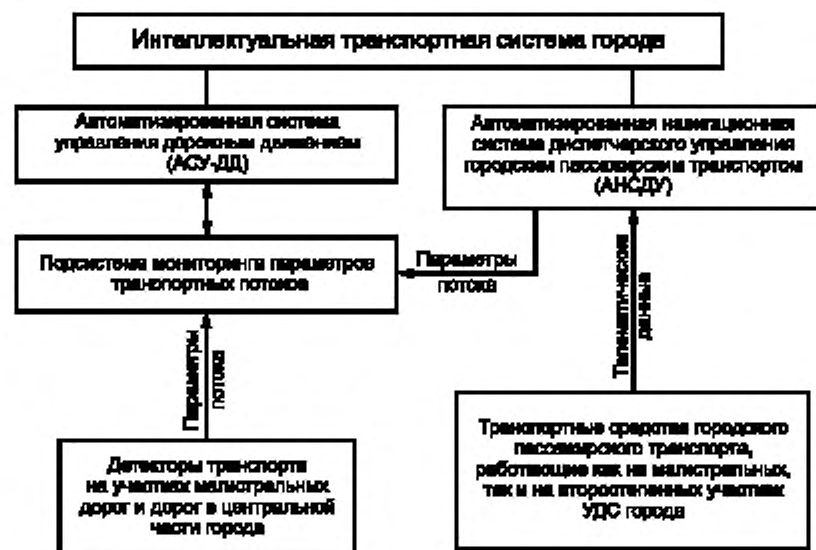 Интеллектуальная транспортная система города
Автоматизированная система
управления дорожным движением
(АСУ-ДД)
Автоматизированная навигационная
система диспетчерского управления
городским пассажирским транспортом
(АНСДУ)
Подсистема мониторинга параметров
транспортных потоков
Параметры
потока
Телематические
данные
Параметры
потока
Детекторы транспорта
на участках магистральных
дорог и дорог в центральной
части города
Транспортные средства городского
пассажирского транспорта,
работающие как на магистральных,
так и на второстепенных участках
УДС города